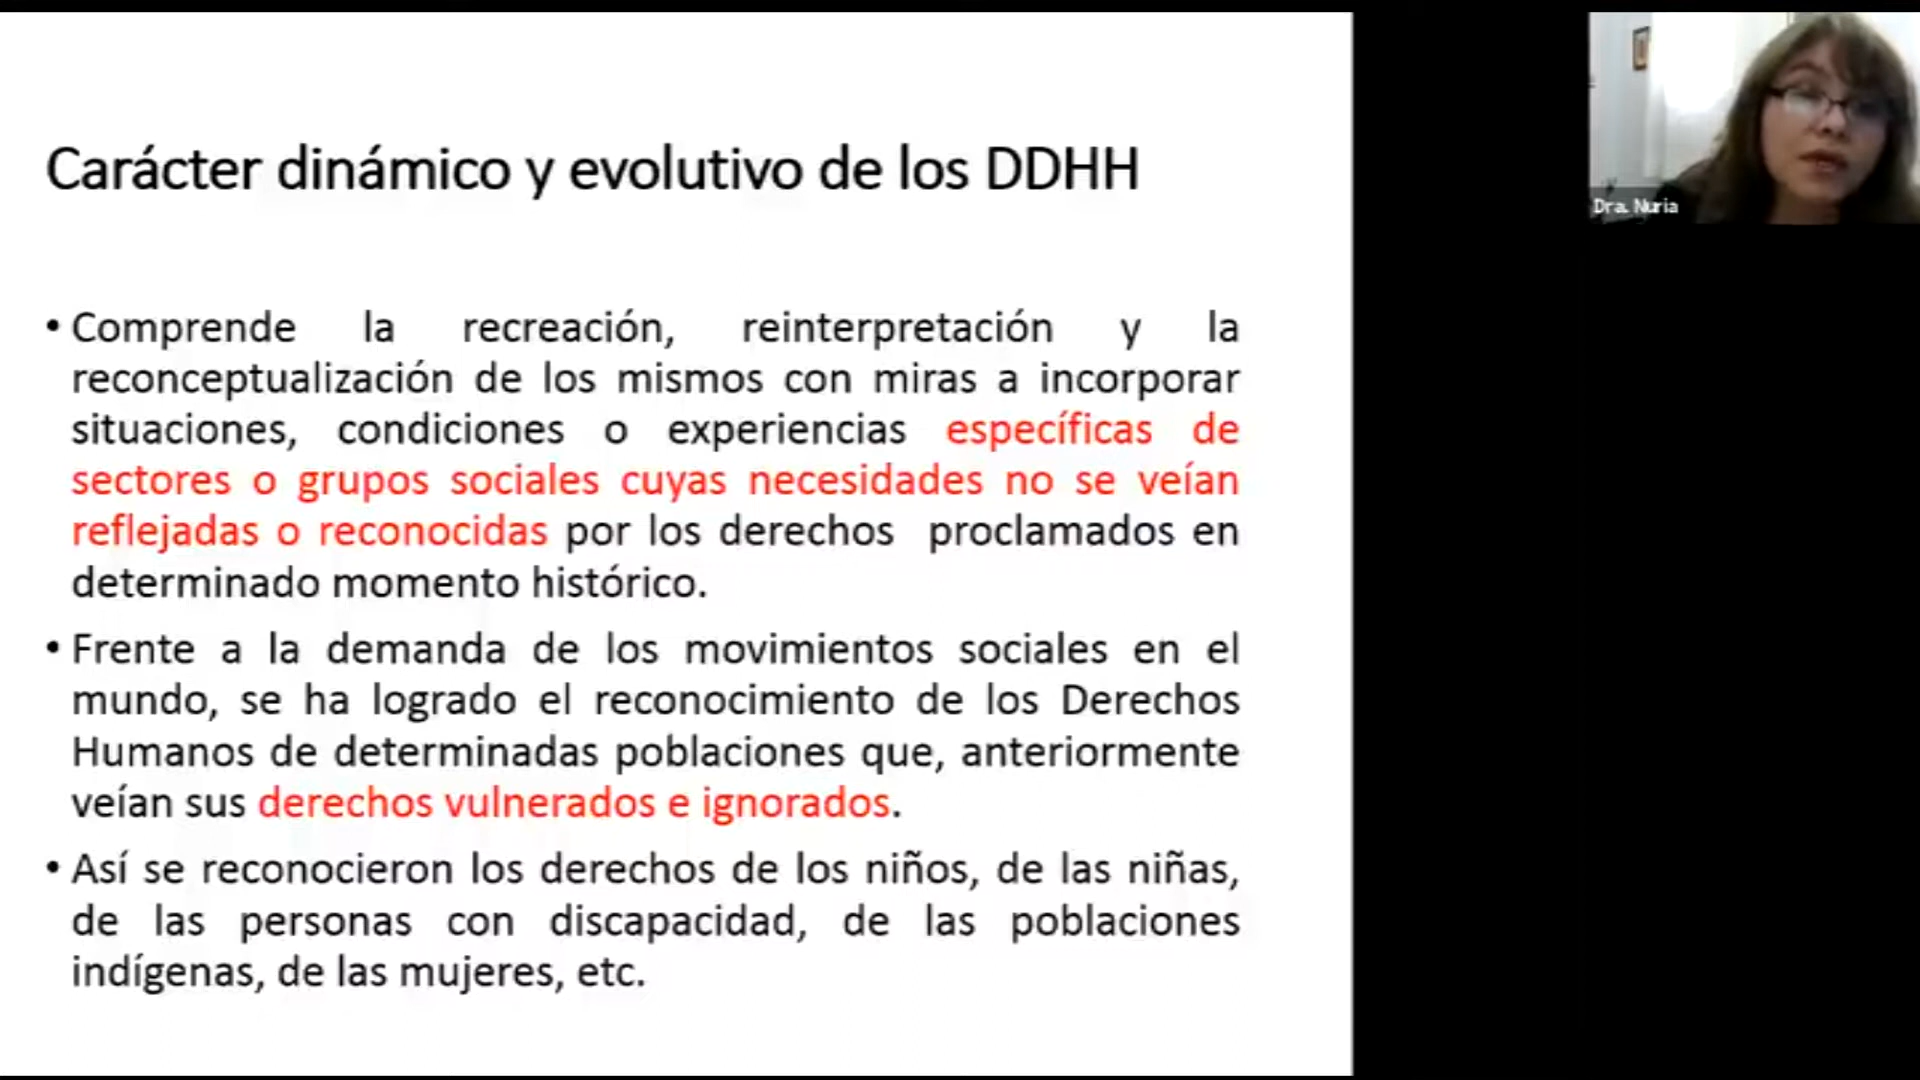 Carácter dinámico y evolutivo de los DDHH
• Comprende la recreación, reinterpretación y la
reconceptualización de los mismos con miras a incorporar
situaciones, condiciones o experiencias específicas de
sectores o grupos sociales cuyas necesidades no se veían
reflejadas o reconocidas por los derechos proclamados en
determinado momento histórico.
• Frente a la demanda de los movimientos sociales en el
mundo, se ha logrado el reconocimiento de los Derechos
Humanos de determinadas poblaciones que, anteriormente
veían sus derechos vulnerados e ignorados.
• Así se reconocieron los derechos de los niños, de las niñas,
de las personas con discapacidad, de las poblaciones
indígenas, de las mujeres, etc.
Dra. Nuria